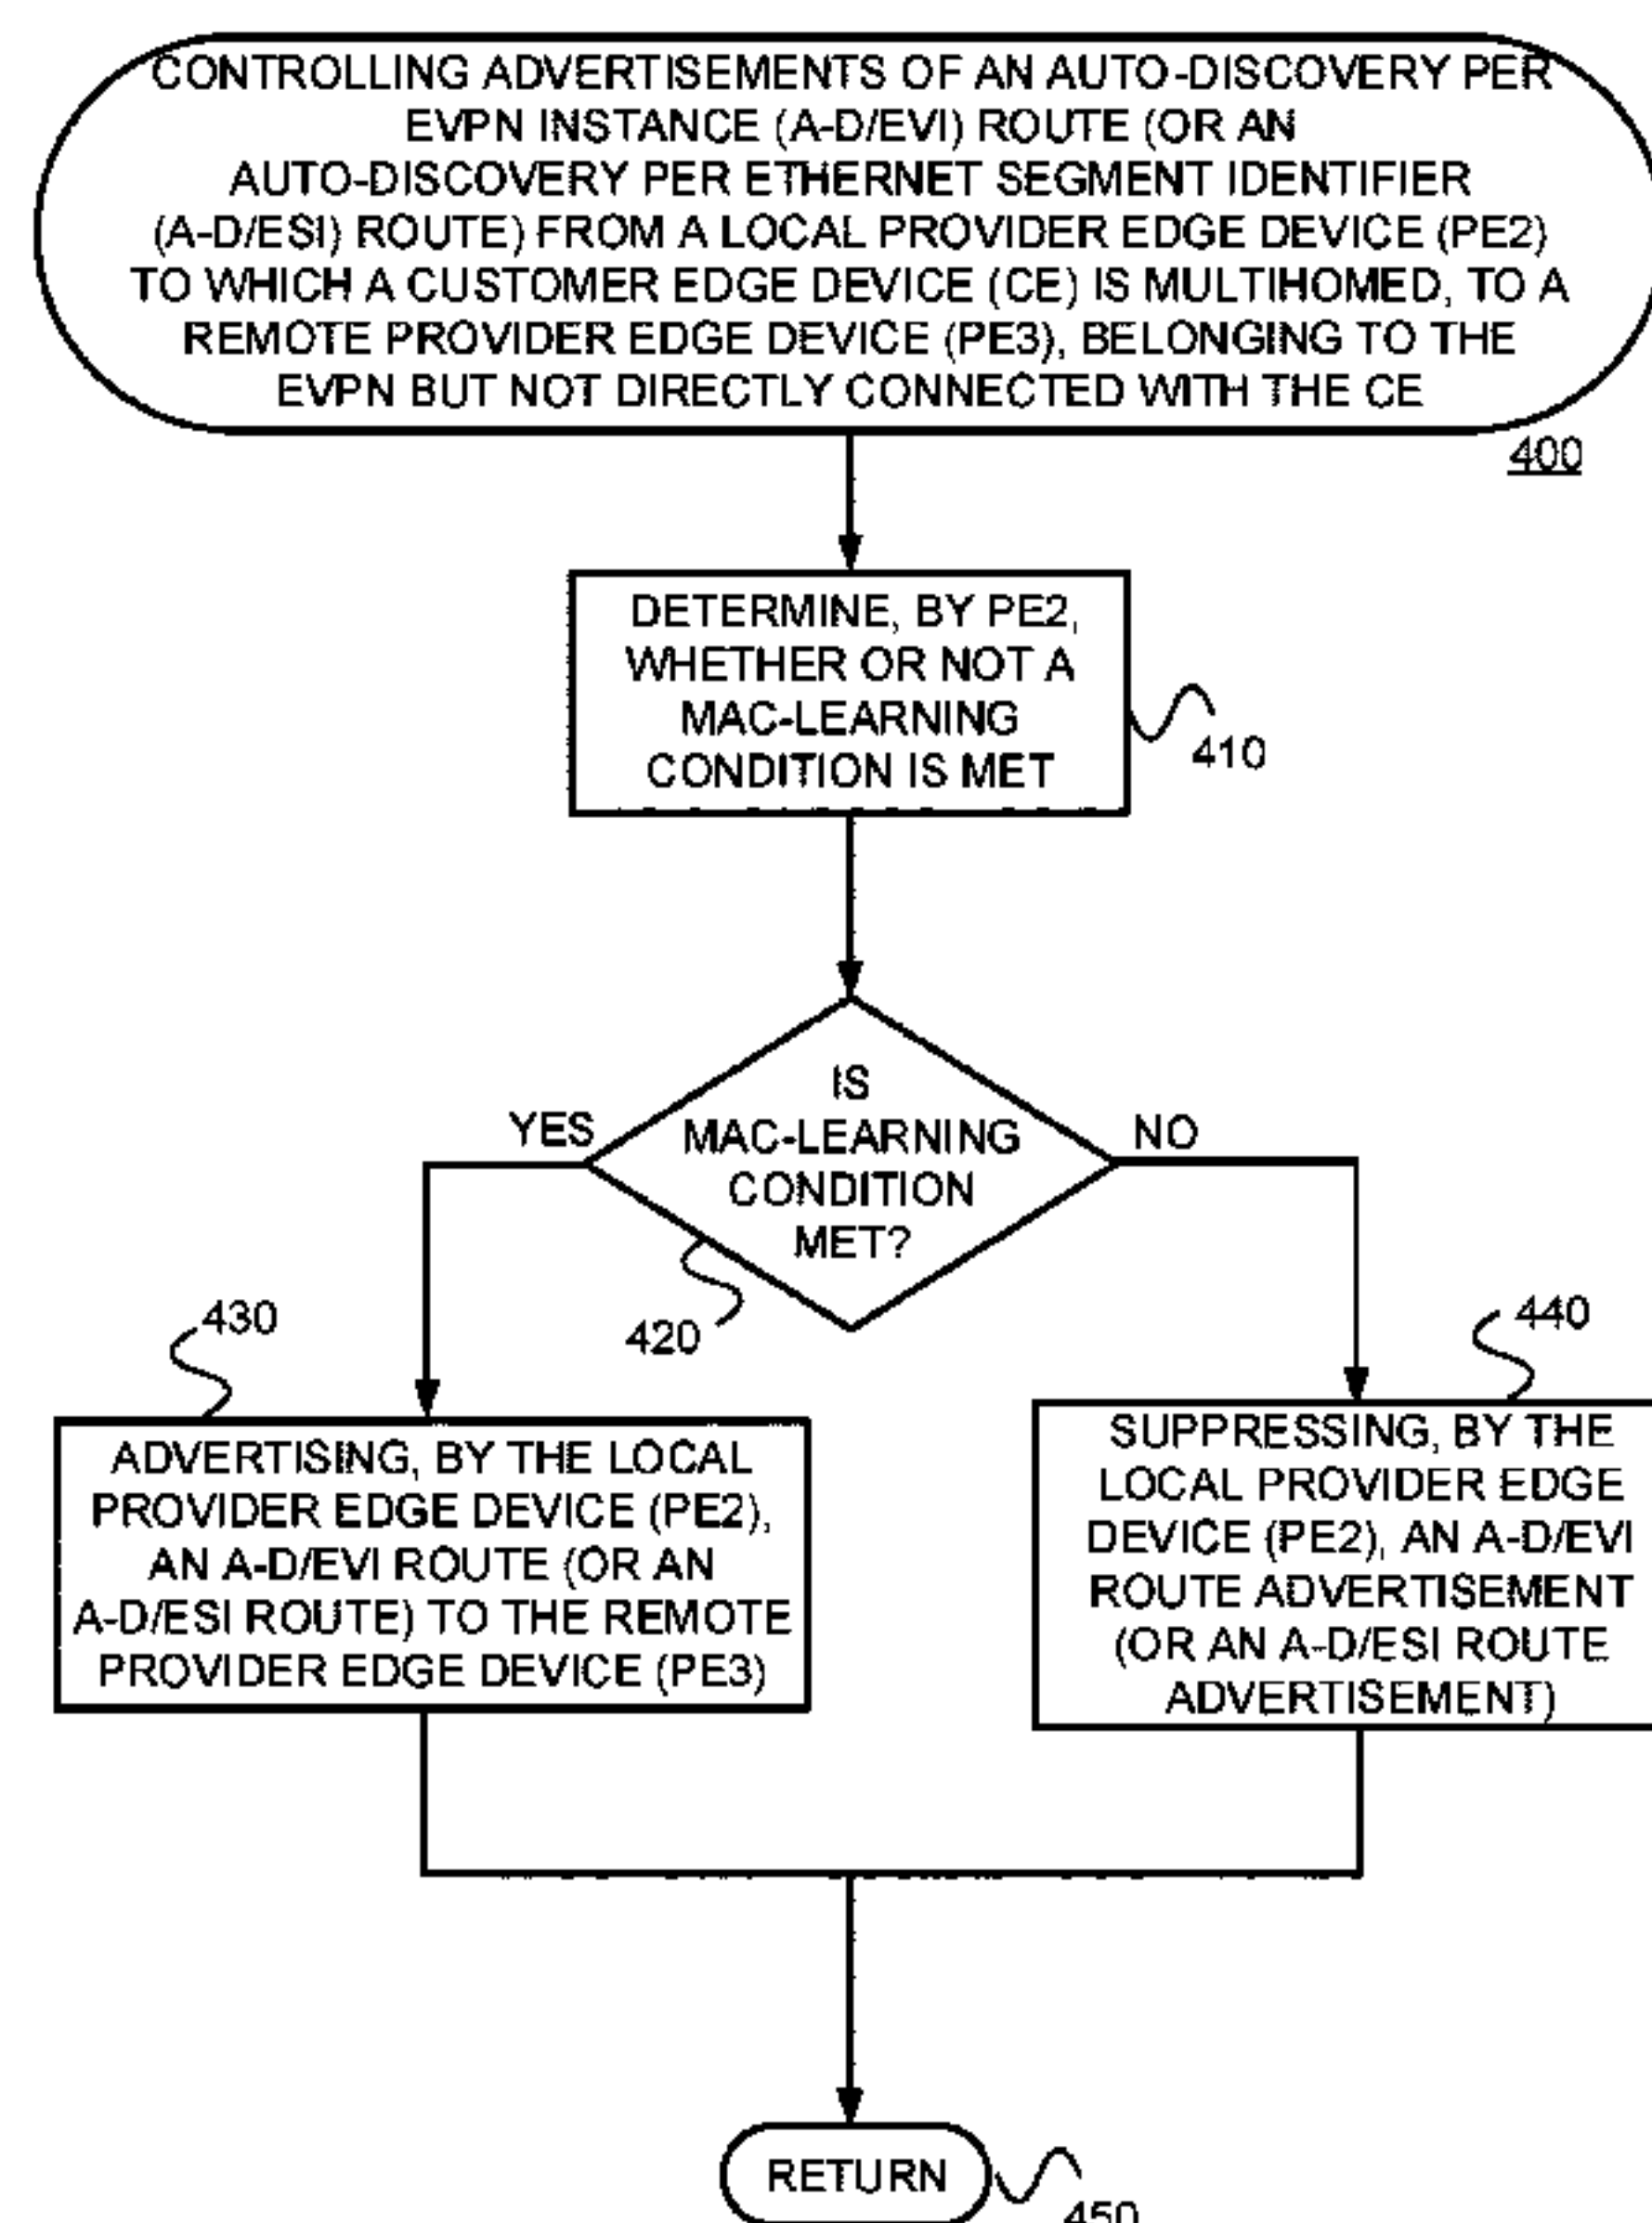 CONTROLLING ADVERTISEMENTS OF AN AUTO-DISCOVERY PER
EVPN INSTANCE (A-D/EVI) ROUTE (OR AN
AUTO-DISCOVERY PER ETHERNET SEGMENT IDENTIFIER
(A-D/ESI) ROUTE) FROM A LOCAL PROVIDER EDGE DEVICE (PE2)
TO WHICH A CUSTOMER EDGE DEVICE (CE) IS MULTIHOMED, TO A
REMOTE PROVIDER EDGE DEVICE (PE3), BELONGING TO THE
EVPN BUT NOT DIRECTLY CONNECTED WITH THE CE
400
DETERMINE, BY PE2,
WHETHER OR NOT A
MAC-LEARNING
CONDITION IS MET
410
IS
MAC-LEARNING
CONDITION
MET?
YES
NO
420
430
440
ADVERTISING, BY THE LOCAL
PROVIDER EDGE DEVICE (PE2),
AN A-D/EVI ROUTE (OR AN
A-D/ESI ROUTE) TO THE REMOTE
PROVIDER EDGE DEVICE (PE3)
SUPPRESSING, BY THE
LOCAL PROVIDER EDGE
DEVICE (PE2), AN A-D/EVI
ROUTE ADVERTISEMENT
(OR AN A-D/ESI ROUTE
ADVERTISEMENT)
RETURN
450